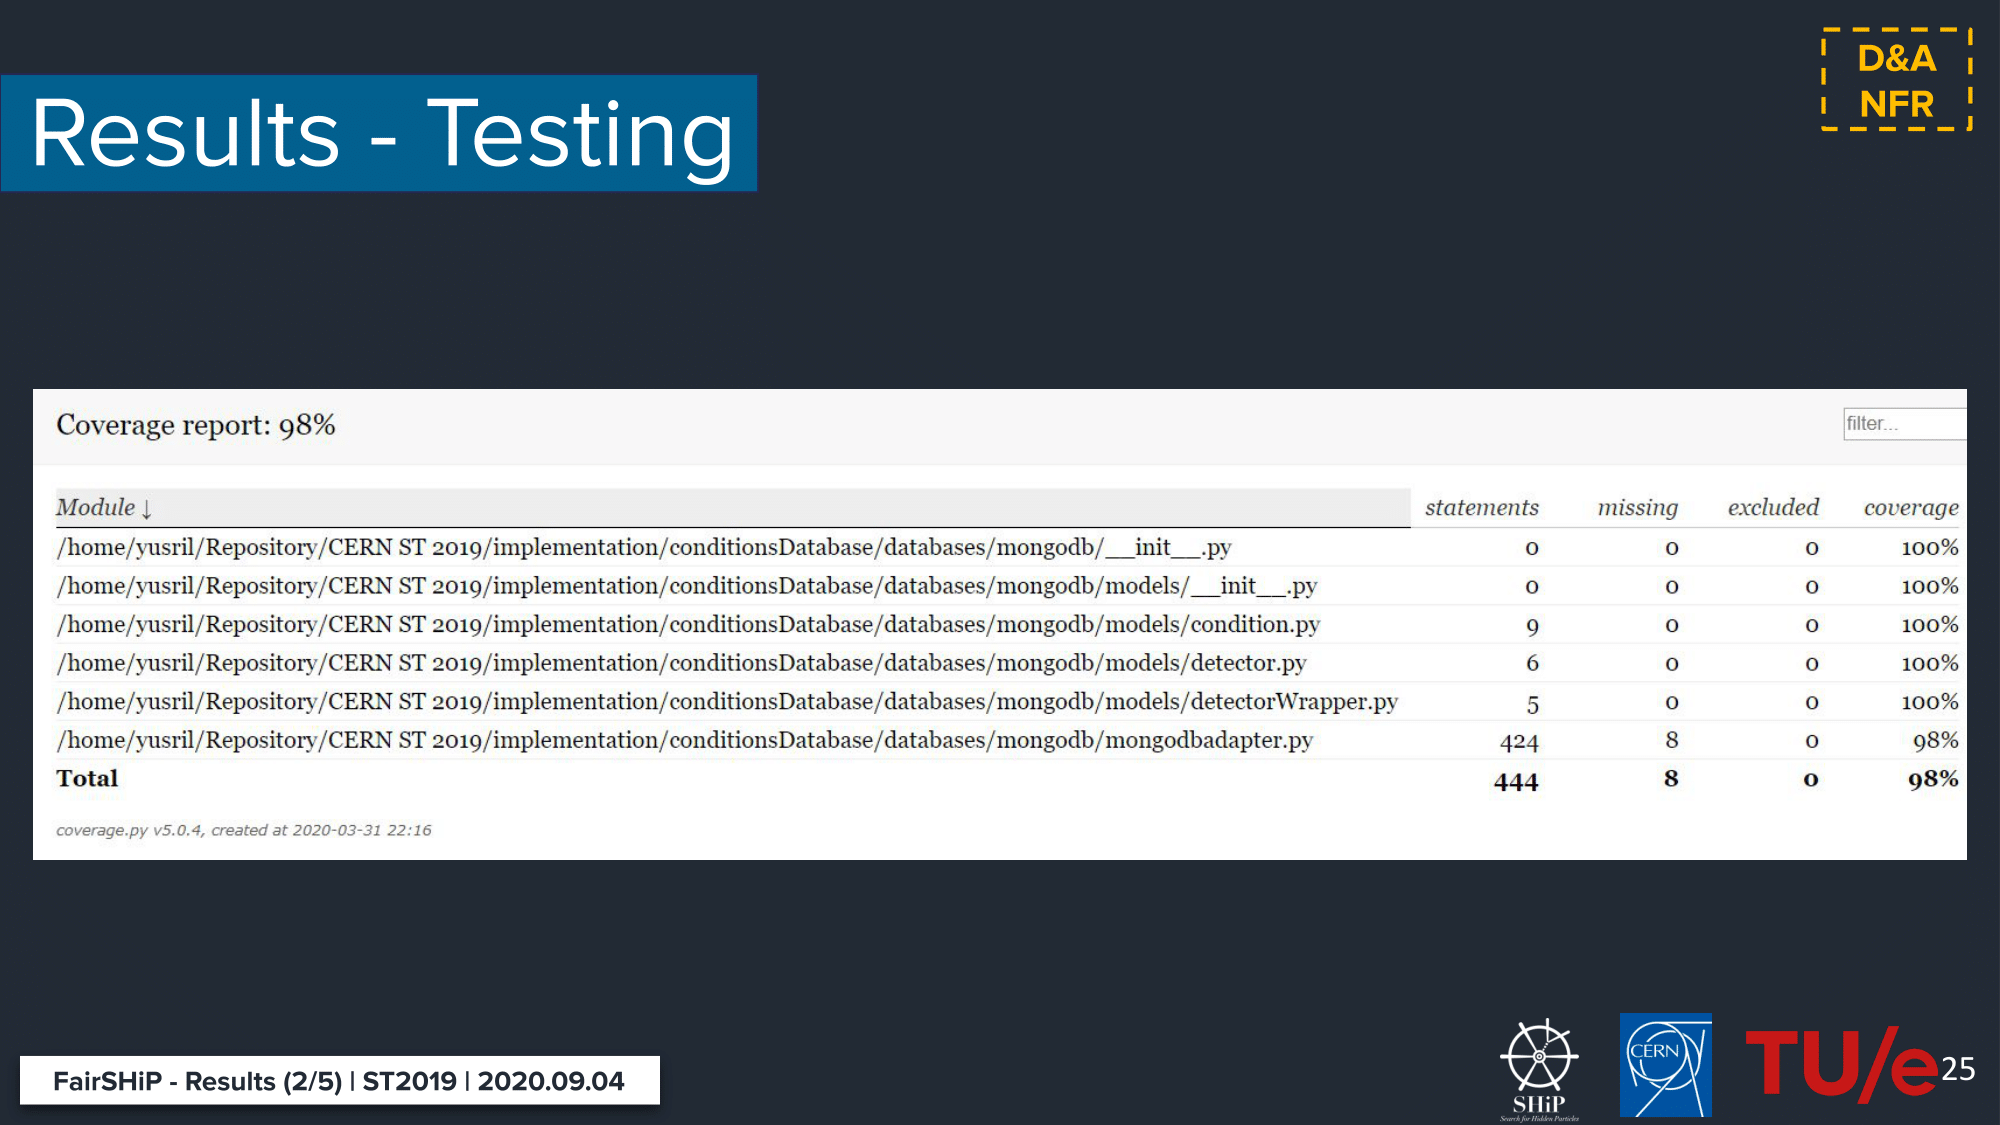 D&A
NFR
Results - Testing
Coverage report: 98%
filter...
Module ↓ statements missing excluded coverage
/home/yusril/Repository/CERN ST 2019/implementation/conditionsDatabase/databases/mongodb/__init__.py 0 0 0 100%
/home/yusril/Repository/CERN ST 2019/implementation/conditionsDatabase/databases/mongodb/models/__init__.py 0 0 0 100%
/home/yusril/Repository/CERN ST 2019/implementation/conditionsDatabase/databases/mongodb/models/condition.py 9 0 0 100%
/home/yusril/Repository/CERN ST 2019/implementation/conditionsDatabase/databases/mongodb/models/detector.py 6 0 0 100%
/home/yusril/Repository/CERN ST 2019/implementation/conditionsDatabase/databases/mongodb/models/detectorWrapper.py 5 0 0 100%
/home/yusril/Repository/CERN ST 2019/implementation/conditionsDatabase/databases/mongodb/mongodbadapter.py 424 8 0 98%
Total 444 8 0 98%
coverage.py v5.0.4, created at 2020-03-31 22:16
FairSHiP - Results (2/5) | ST2019 | 2020.09.04
SHiP
Search for Hidden Particles
CERN
TU/e
25